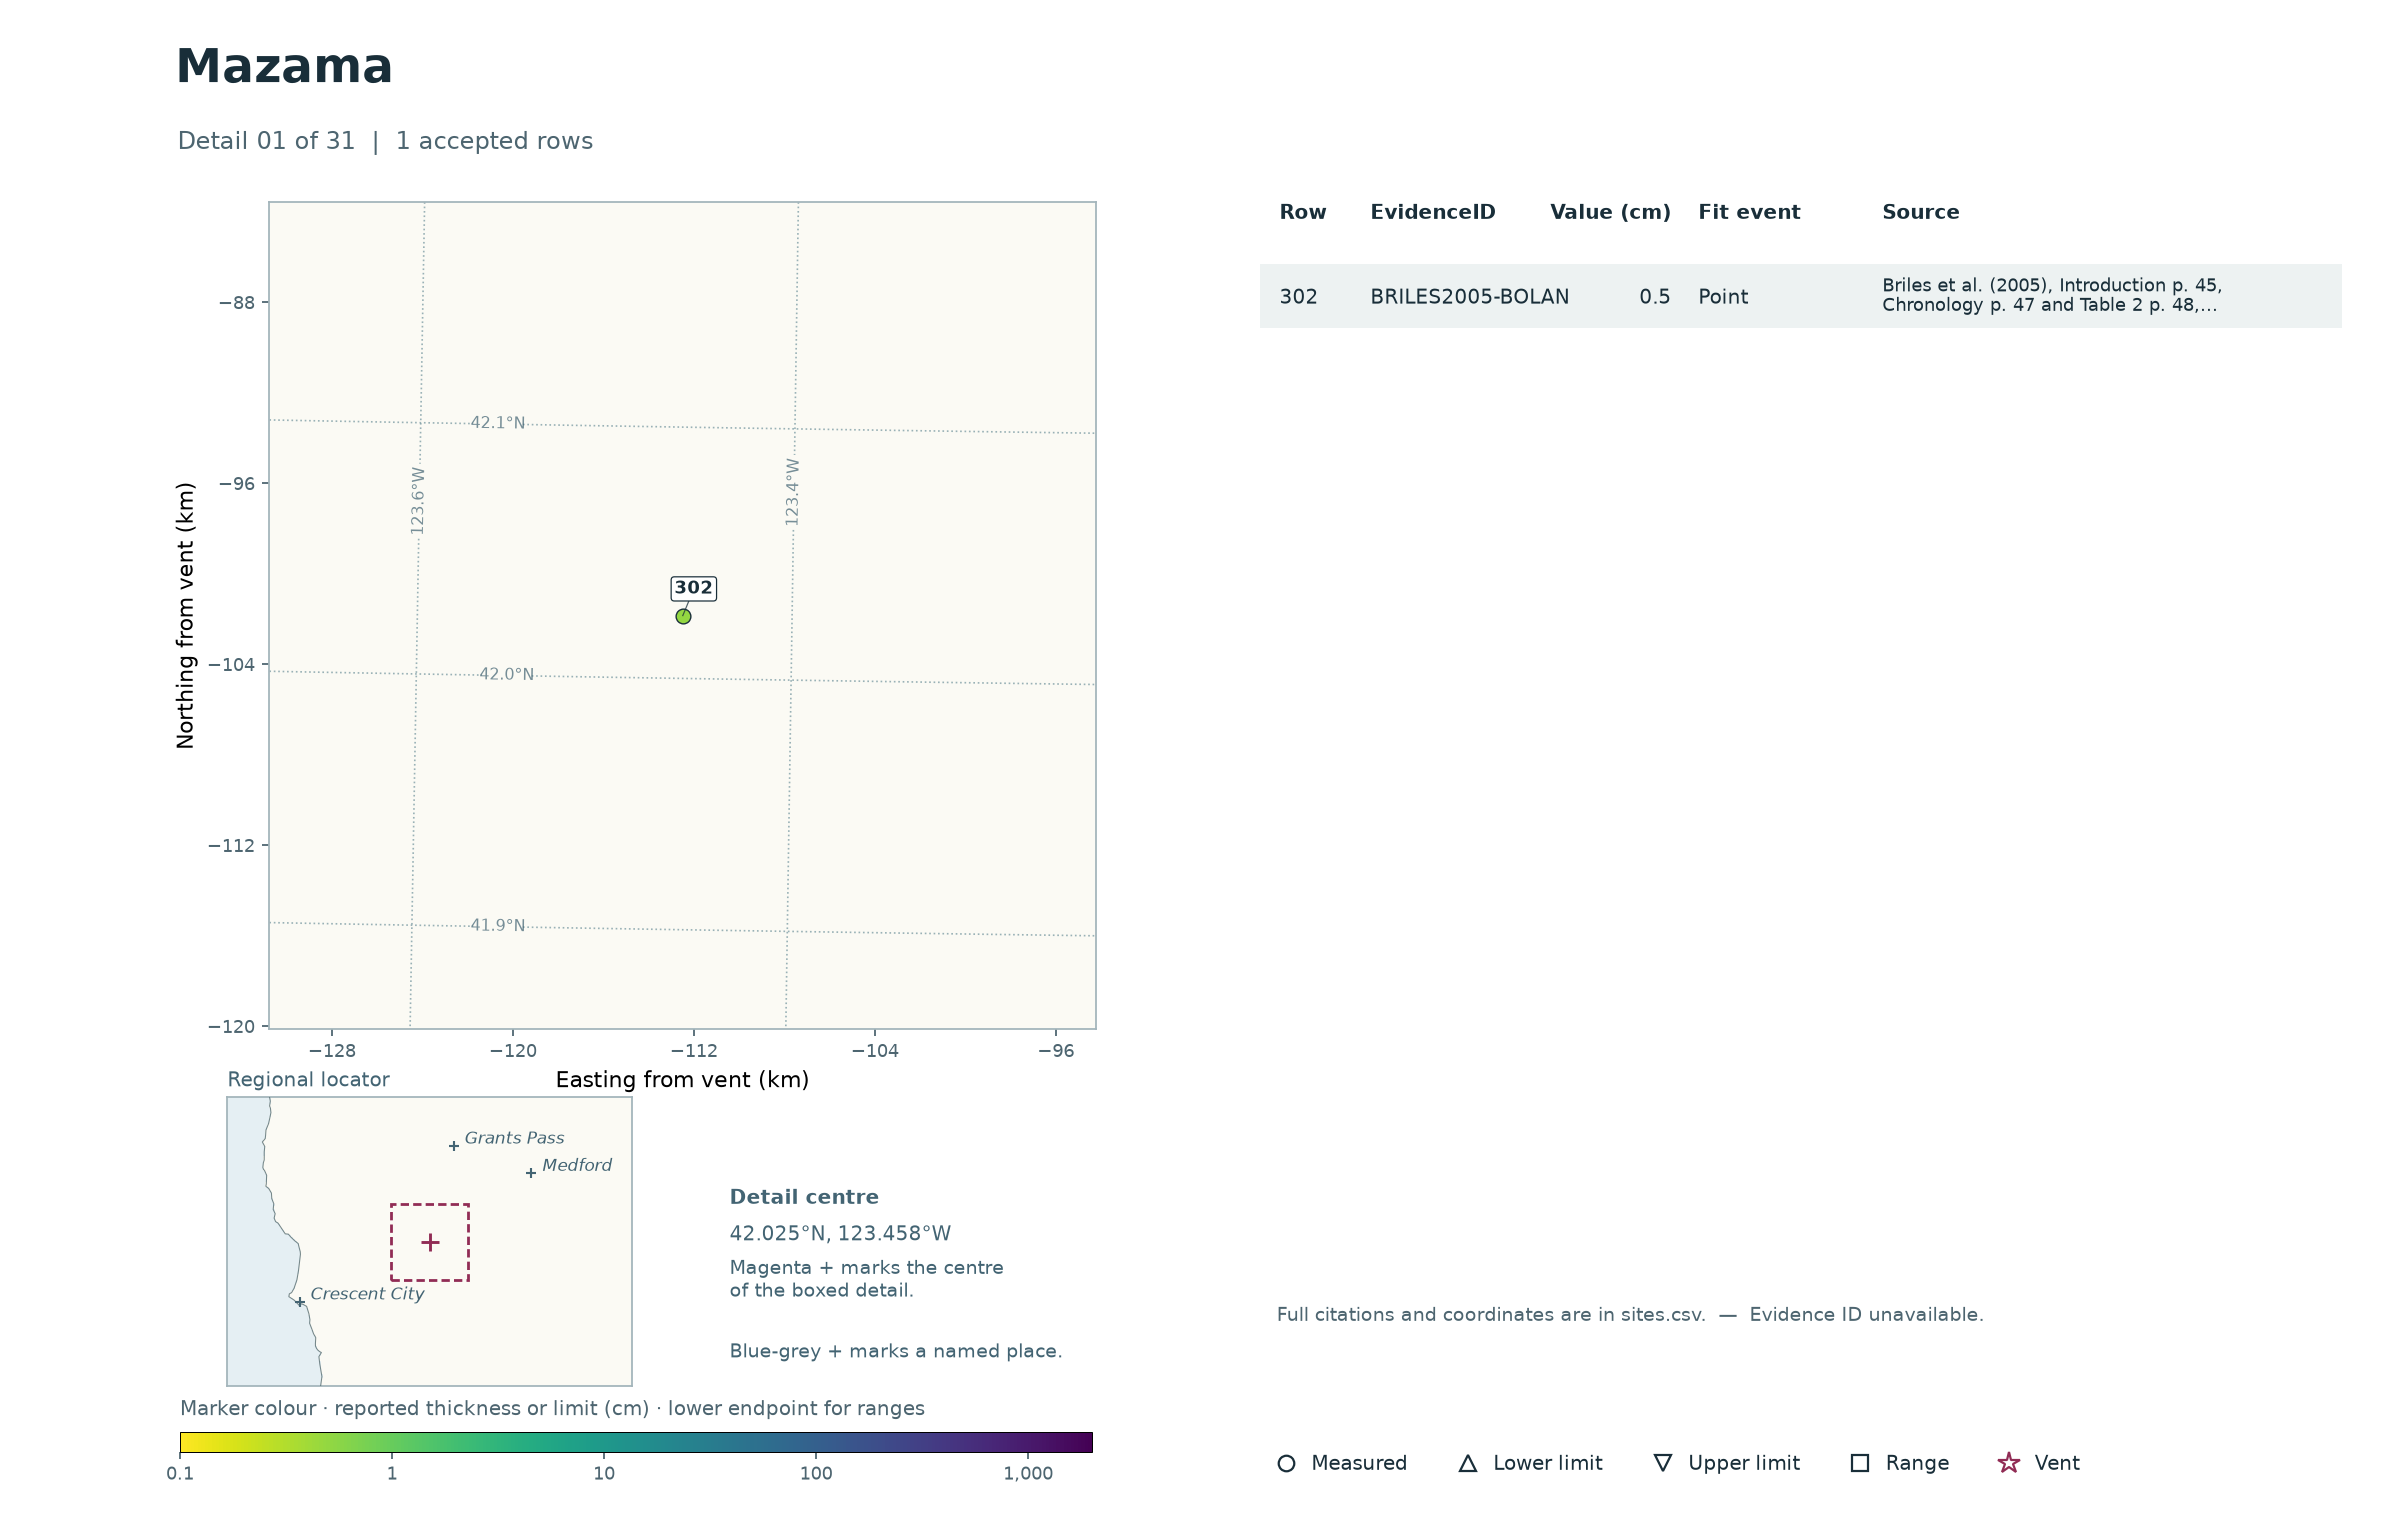 Mazama
Detail 01 of 31 | 1 accepted rows
Row EvidenceID Value (cm) Fit event Source
302 BRILES2005-BOLAN 0.5 Point Briles et al. (2005), Introduction p. 45,
Chronology p. 47 and Table 2 p. 48,...
Northing from vent (km)
−88
−96
−104
−112
−120
42.1°N
42.0°N
41.9°N
123.6°W
123.4°W
302
−128 −120 −112 −104 −96
Easting from vent (km)
Regional locator
Grants Pass
Medford
Crescent City
Detail centre
42.025°N, 123.458°W
Magenta + marks the centre
of the boxed detail.
Blue-grey + marks a named place.
Full citations and coordinates are in sites.csv. — Evidence ID unavailable.
Marker colour · reported thickness or limit (cm) · lower endpoint for ranges
0.1 1 10 100 1,000
Measured Lower limit Upper limit Range Vent